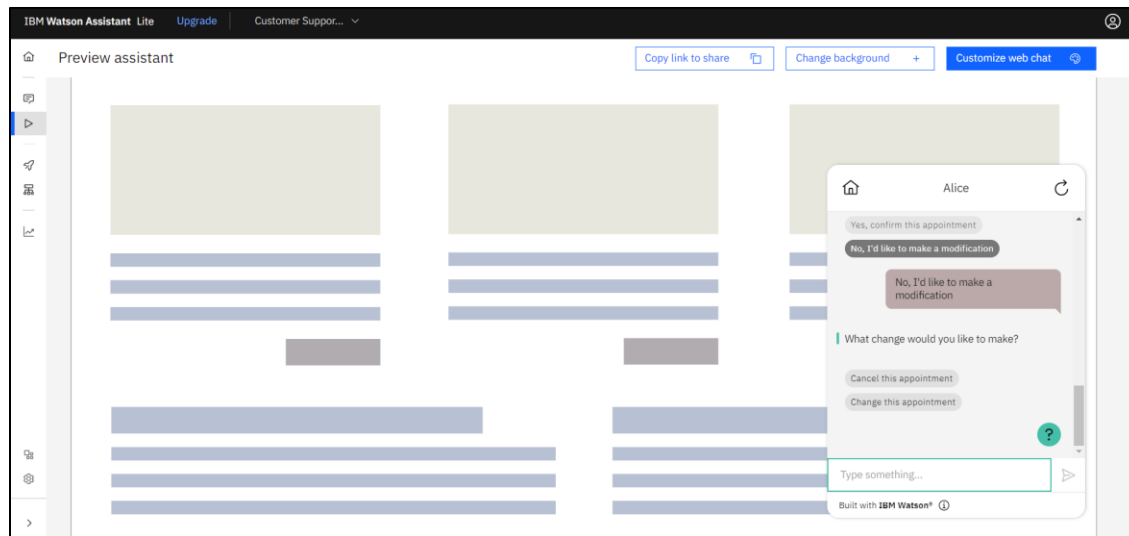 IBM Watson Assistant Lite Upgrade Customer Suppor...
Preview assistant
Copy link to share
Change background +
Customize web chat
Alice
Yes, confirm this appointment
No, I'd like to make a modification
No, I'd like to make a
modification
What change would you like to make?
Cancel this appointment
Change this appointment
?
Type something...
Built with IBM Watson®